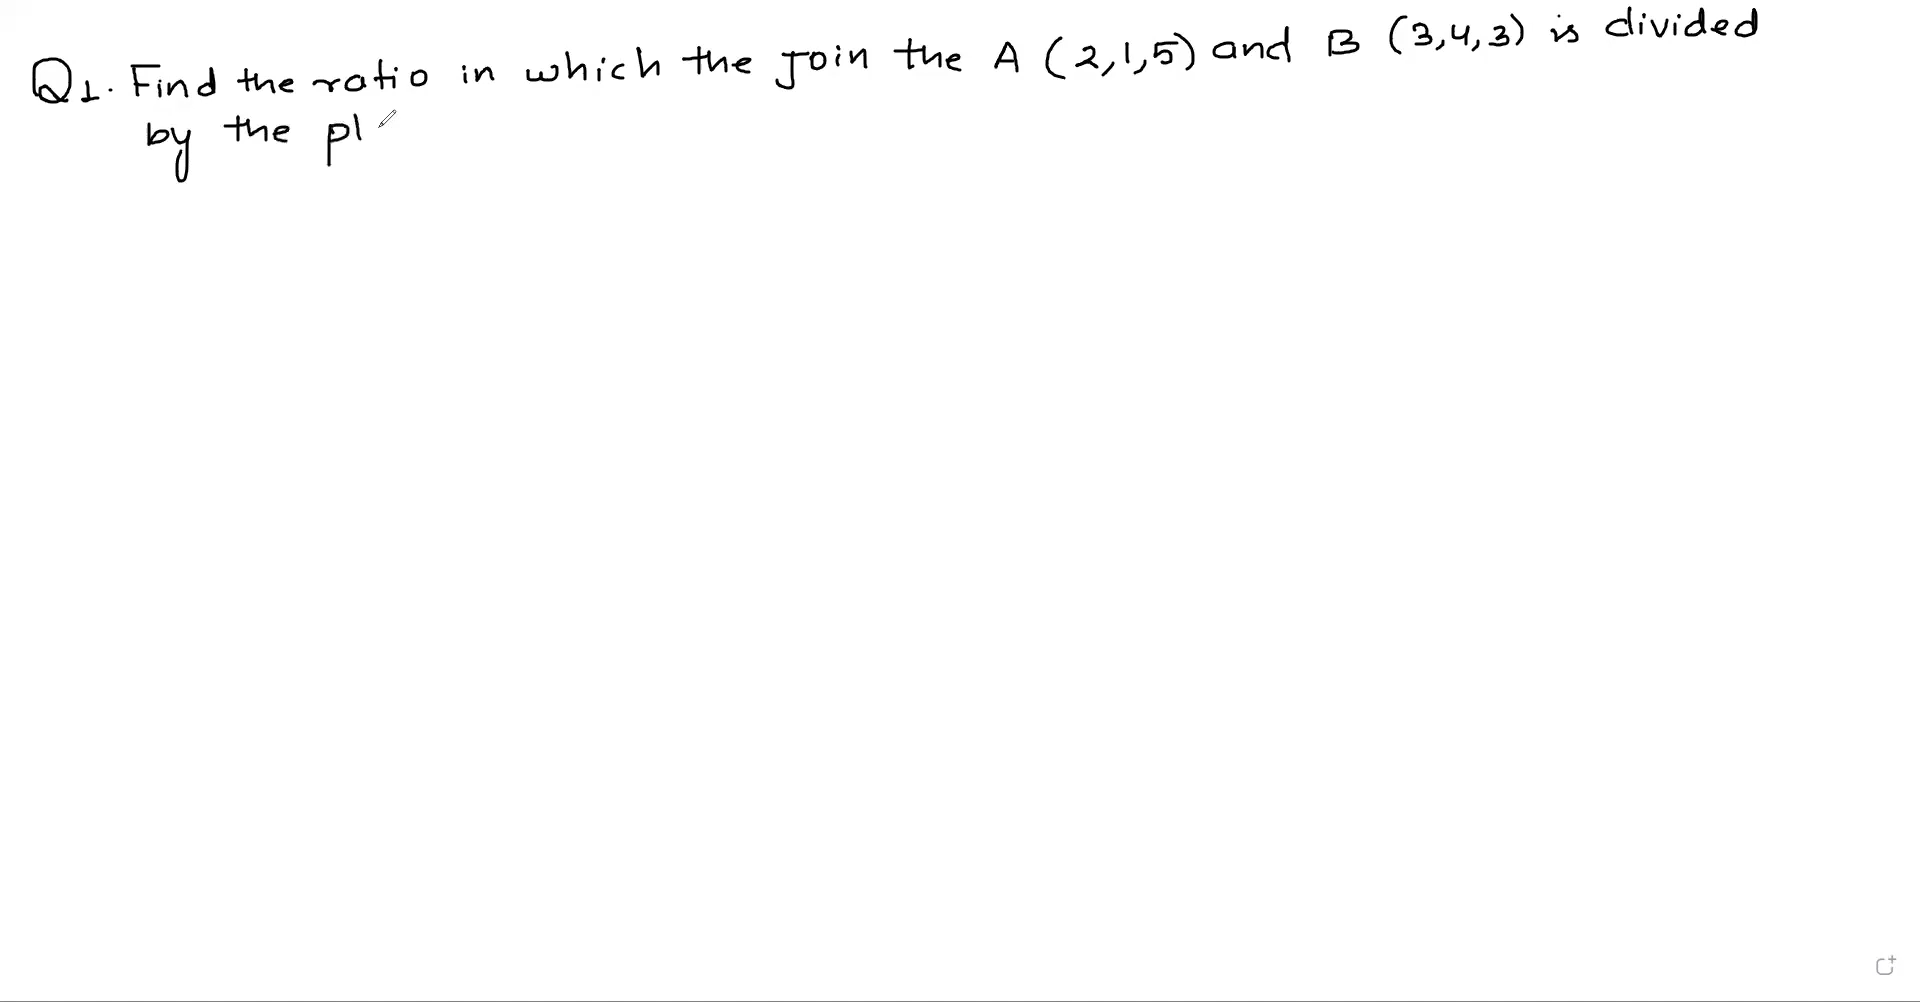 Q1. Find the ratio in which the join the A (2,1,5) and B (3,4,3) is divided
by the pl